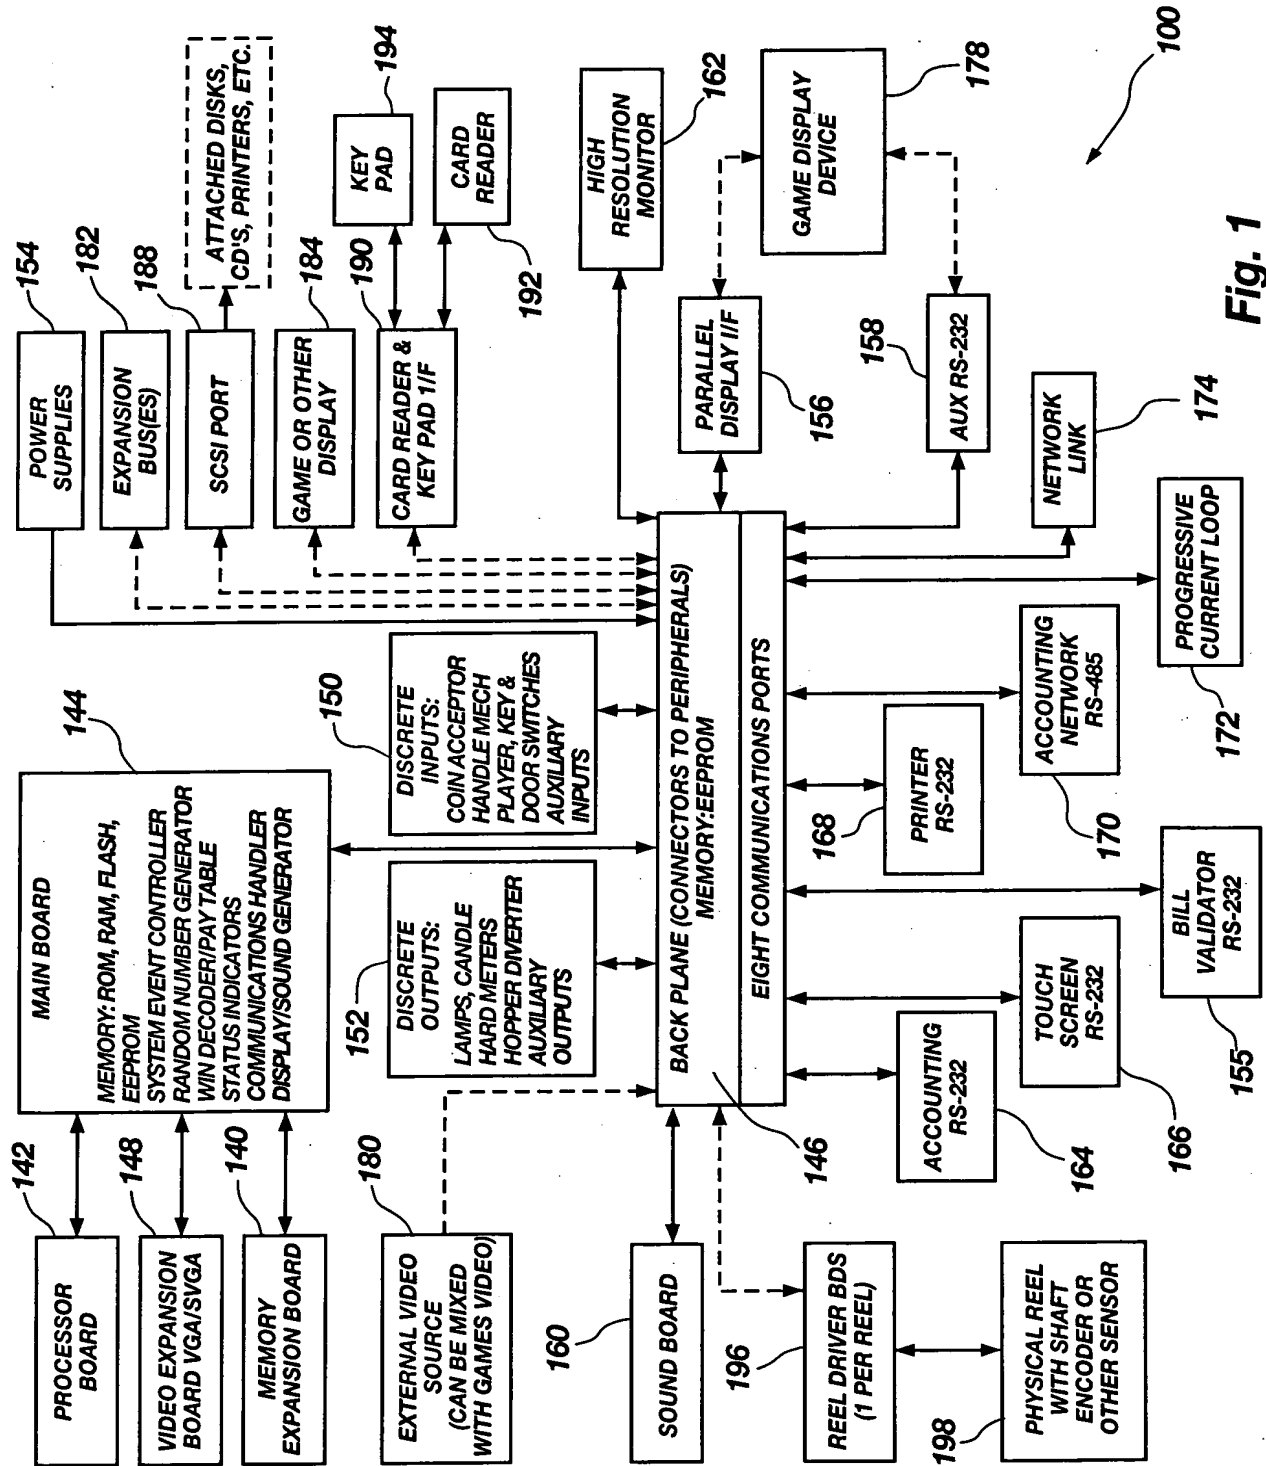 142
PROCESSOR
BOARD
148
VIDEO EXPANSION
BOARD VGA/SVGA
140
MEMORY
EXPANSION BOARD
144
MAIN BOARD
MEMORY: ROM, RAM, FLASH,
EEPROM
SYSTEM EVENT CONTROLLER
RANDOM NUMBER GENERATOR
WIN DECODER/PAY TABLE
STATUS INDICATORS
COMMUNICATIONS HANDLER
DISPLAY/SOUND GENERATOR
154
POWER
SUPPLIES
182
EXPANSION
BUS(ES)
188
SCSI PORT
ATTACHED DISKS,
CD'S, PRINTERS, ETC.
184
GAME OR OTHER
DISPLAY
190
CARD READER &
KEY PAD 1/F
194
KEY
PAD
CARD
READER
192
180
EXTERNAL VIDEO
SOURCE
(CAN BE MIXED
WITH GAMES VIDEO)
152
DISCRETE
OUTPUTS:
LAMPS, CANDLE
HARD METERS
HOPPER DIVERTER
AUXILIARY
OUTPUTS
150
DISCRETE
INPUTS:
COIN ACCEPTOR
HANDLE MECH
PLAYER, KEY &
DOOR SWITCHES
AUXILIARY
INPUTS
160
SOUND BOARD
BACK PLANE (CONNECTORS TO PERIPHERALS)
MEMORY:EEPROM
EIGHT COMMUNICATIONS PORTS
146
HIGH
RESOLUTION
MONITOR
162
PARALLEL
DISPLAY I/F
156
GAME DISPLAY
DEVICE
178
158
AUX RS-232
196
REEL DRIVER BDS
(1 PER REEL)
198
PHYSICAL REEL
WITH SHAFT
ENCODER OR
OTHER SENSOR
ACCOUNTING
RS-232
164
TOUCH
SCREEN
RS-232
166
BILL
VALIDATOR
RS-232
155
168
PRINTER
RS-232
ACCOUNTING
NETWORK
RS-485
170
PROGRESSIVE
CURRENT LOOP
172
NETWORK
LINK
174
100
Fig. 1